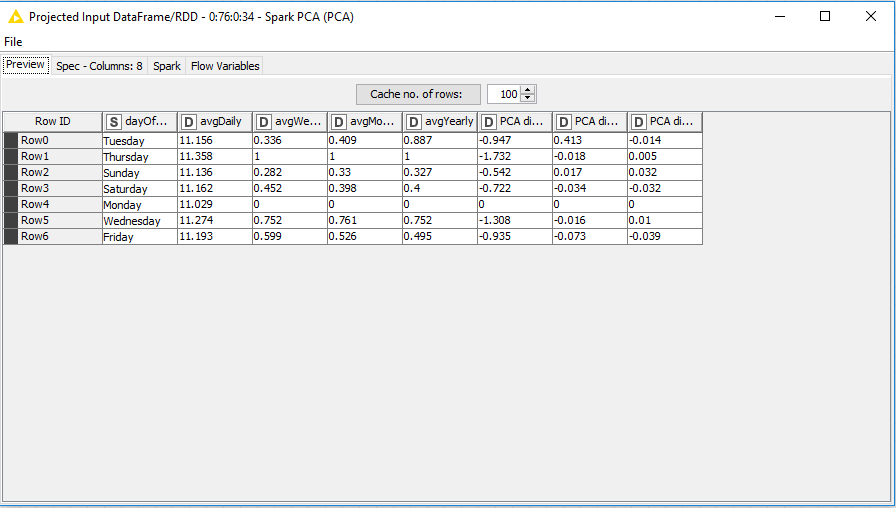 Projected Input DataFrame/RDD - 0:76:0:34 - Spark PCA (PCA)
File
Preview Spec - Columns: 8 Spark Flow Variables
Cache no. of rows: 100
Row ID S dayOf... D avgDaily D avgWe... D avgMo... D avgYearly D PCA di... D PCA di... D PCA di...
Row0 Tuesday 11.156 0.336 0.409 0.887 -0.947 0.413 -0.014
Row1 Thursday 11.358 1 1 1 -1.732 -0.018 0.005
Row2 Sunday 11.136 0.282 0.33 0.327 -0.542 0.017 0.032
Row3 Saturday 11.162 0.452 0.398 0.4 -0.722 -0.034 -0.032
Row4 Monday 11.029 0 0 0 0 0 0
Row5 Wednesday 11.274 0.752 0.761 0.752 -1.308 -0.016 0.01
Row6 Friday 11.193 0.599 0.526 0.495 -0.935 -0.073 -0.039